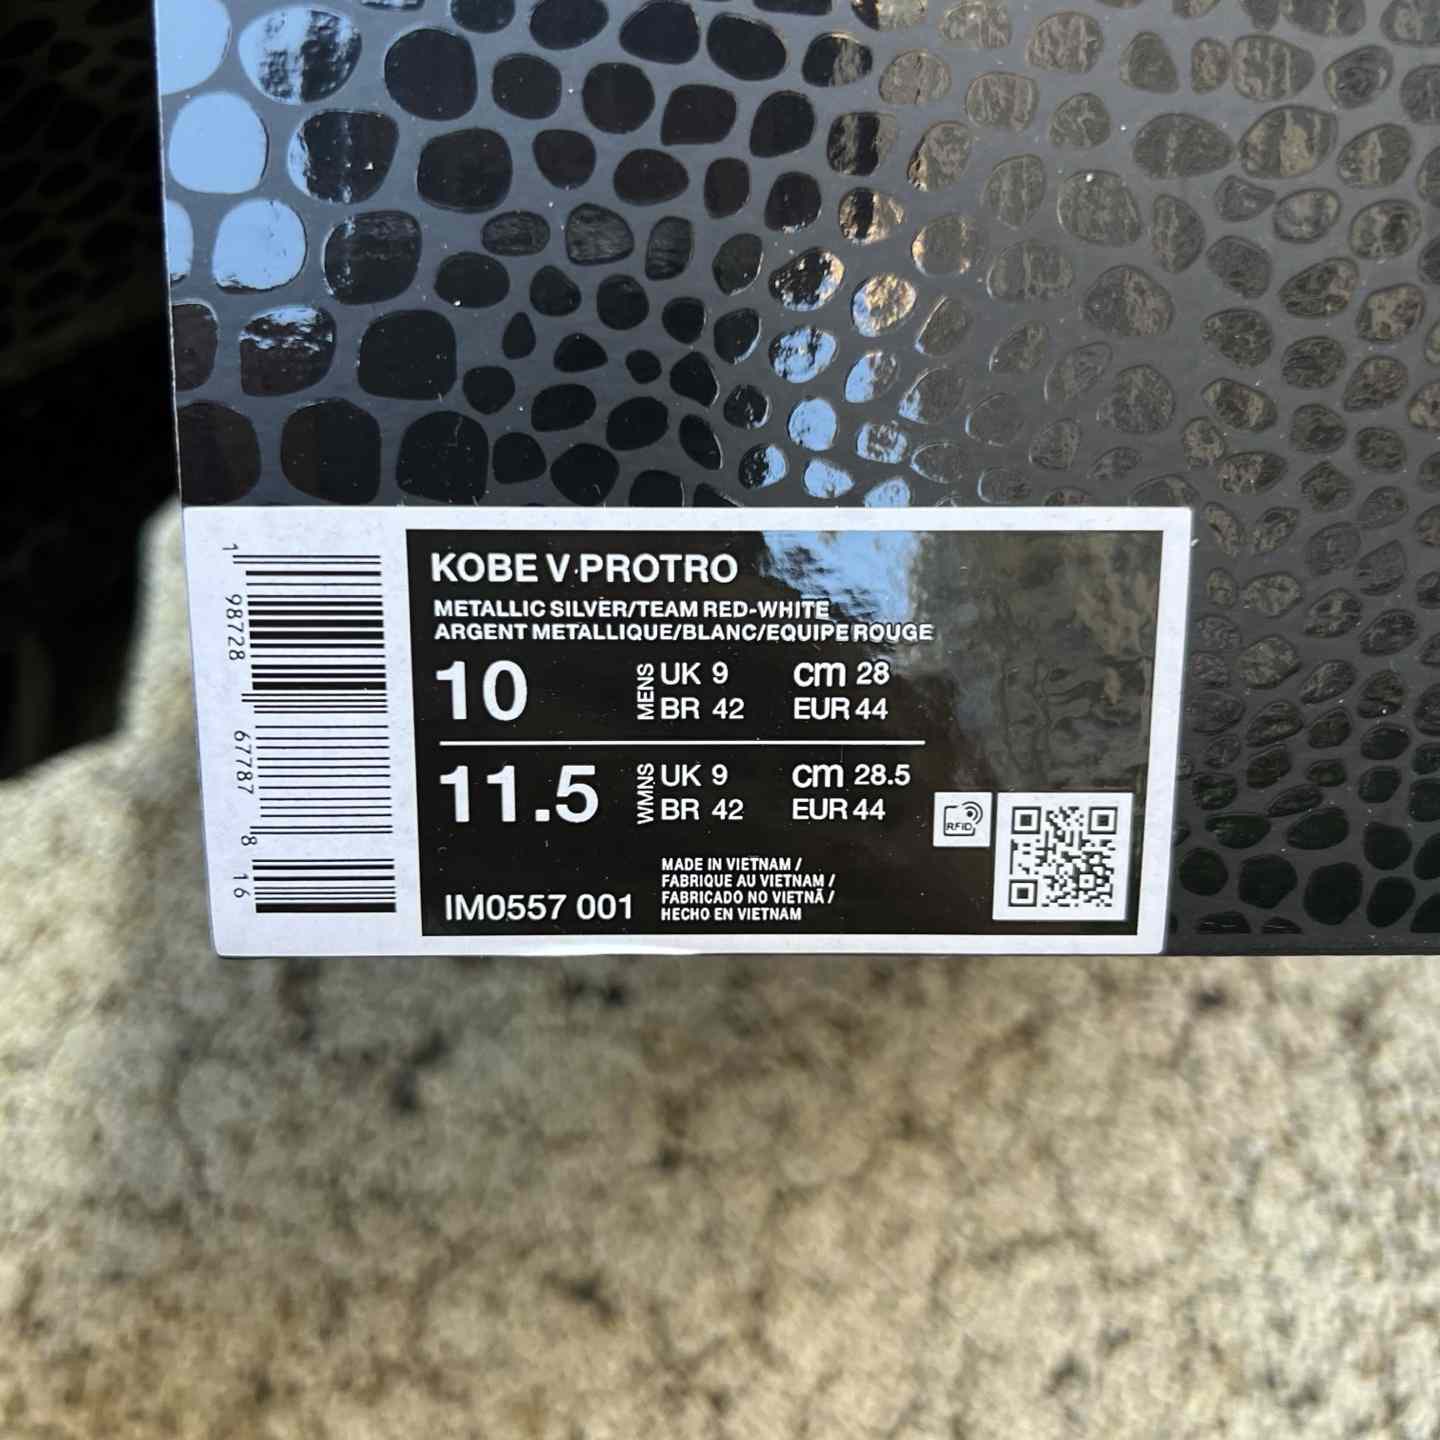 KOBE V PROTRO
METALLIC SILVER/TEAM RED-WHITE
ARGENT METALLIQUE/BLANC/EQUIPE ROUGE
10 MENS UK 9 cm 28
BR 42 EUR 44
11.5 WMNS UK 9 cm 28.5
BR 42 EUR 44
RFID
MADE IN VIETNAM /
FABRIQUE AU VIETNAM /
FABRICADO NO VIETNÃ /
HECHO EN VIETNAM
IM0557 001
1 98728 67787 8 16